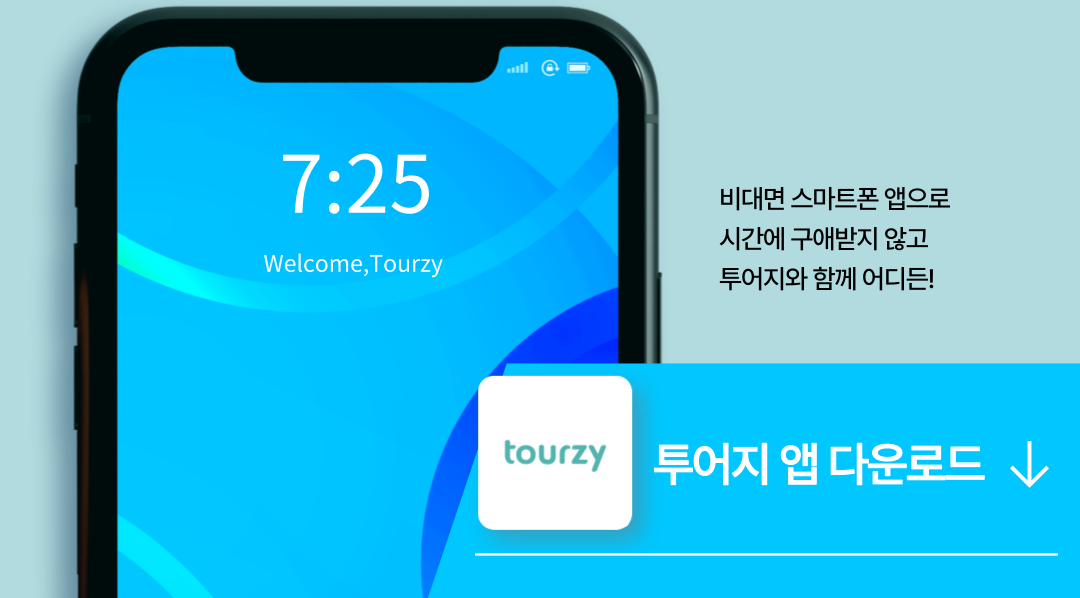 7:25
Welcome,Tourzy
비대면 스마트폰 앱으로
시간에 구애받지 않고
투어지와 함께 어디든!
tourzy
투어지 앱 다운로드